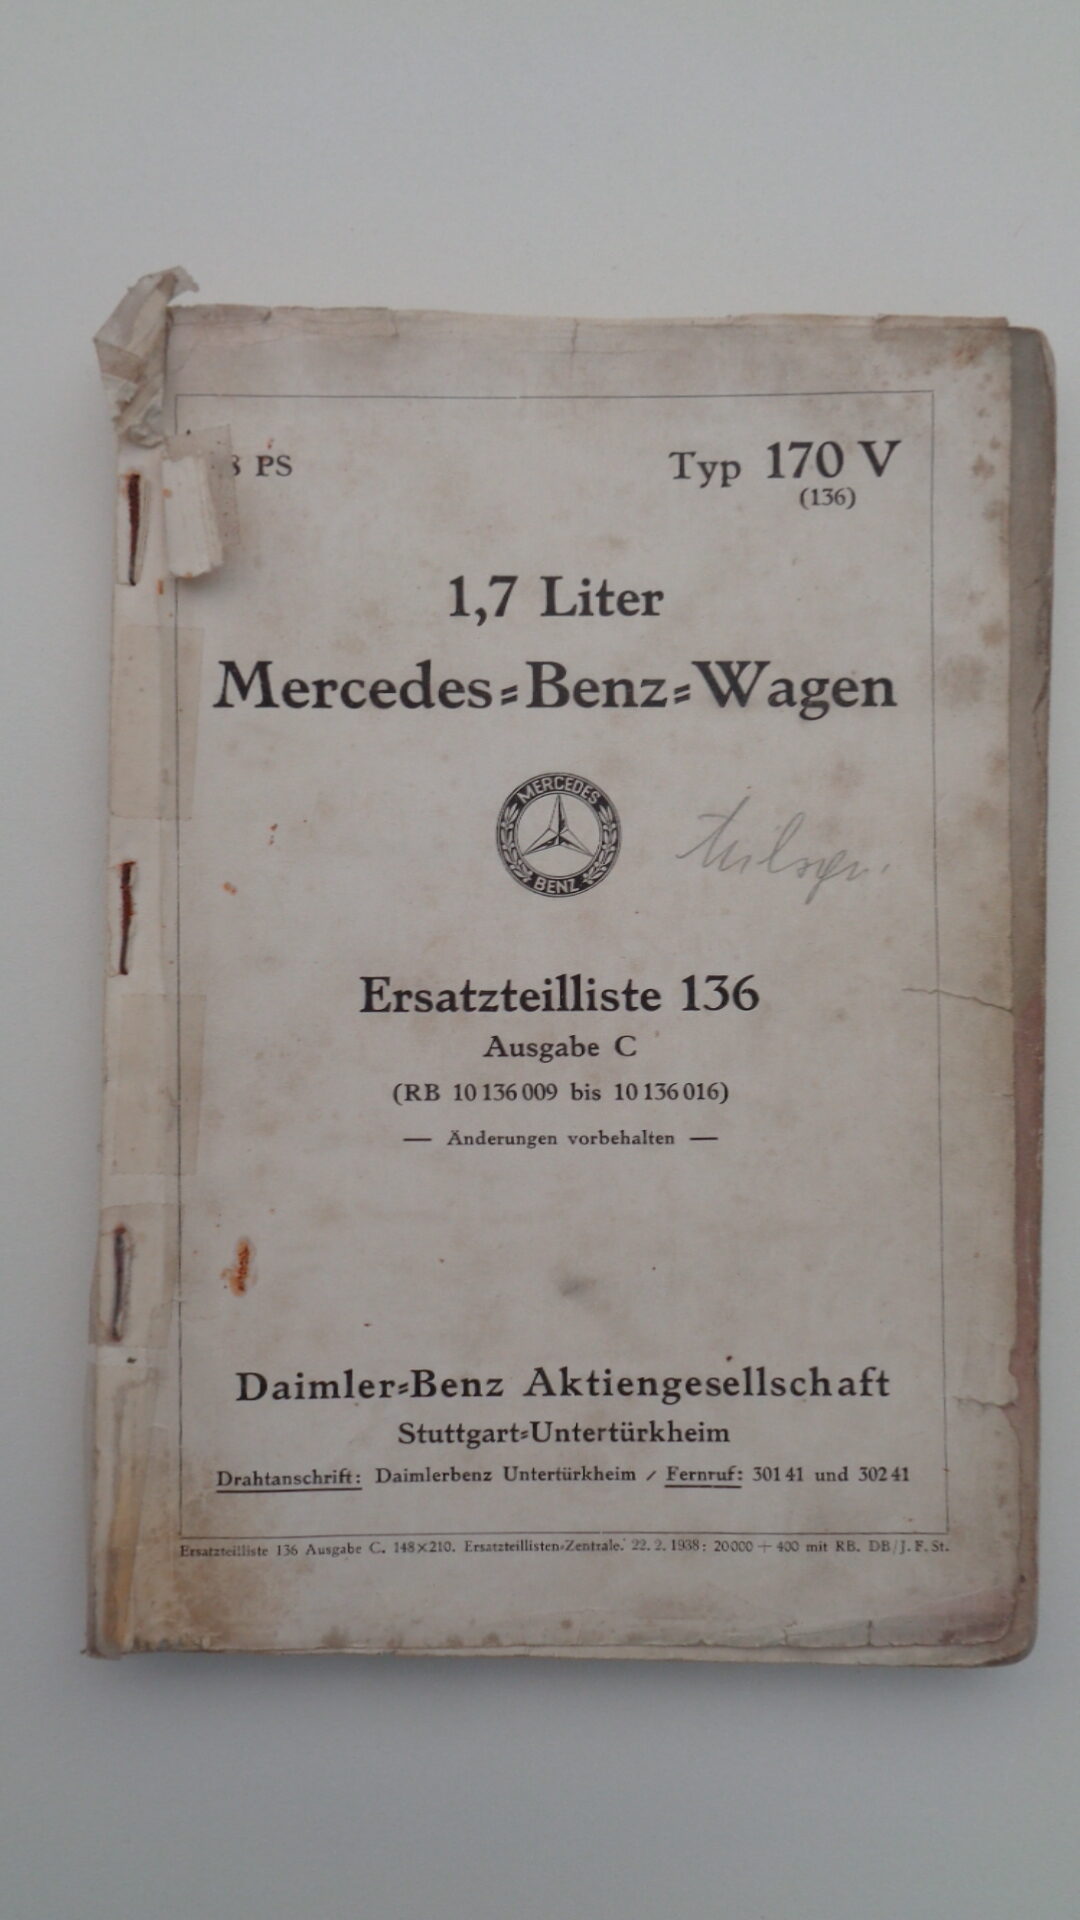 8 PS
Typ 170 V
(136)
1,7 Liter
Mercedes=Benz=Wagen
MERCEDES
BENZ
Ersatzteilliste 136
Ausgabe C
(RB 10 136 009 bis 10 136 016)
— Änderungen vorbehalten —
Daimler=Benz Aktiengesellschaft
Stuttgart=Untertürkheim
Drahtanschrift: Daimlerbenz Untertürkheim / Fernruf: 301 41 und 302 41
Ersatzteilliste 136 Ausgabe C. 148×210. Ersatzteillisten=Zentrale. 22. 2. 1938: 20000 + 400 mit RB. DB/J. F. St.